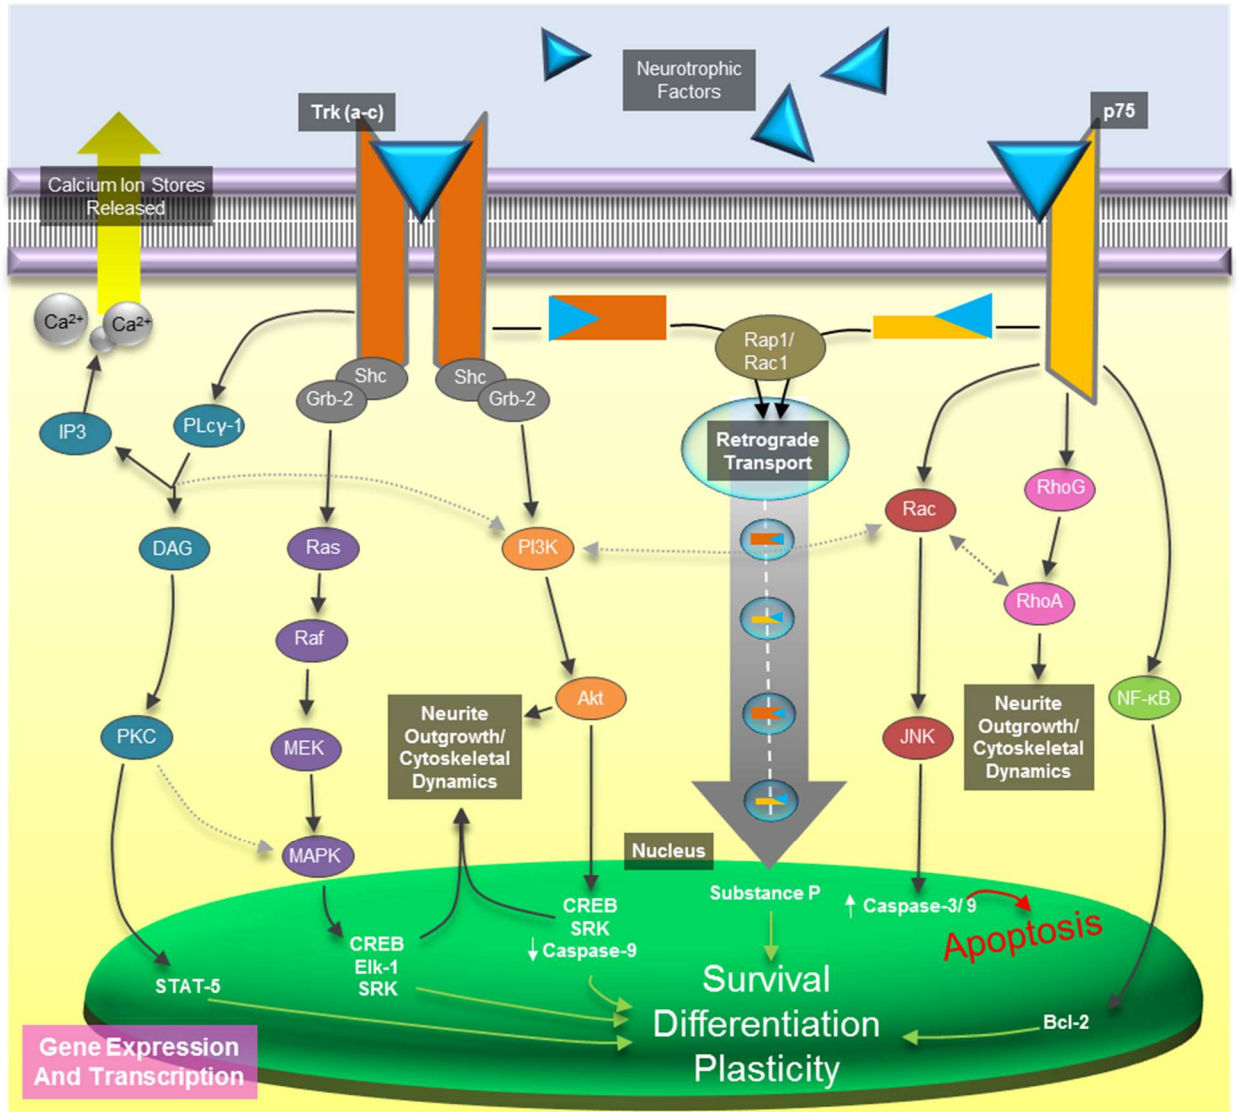 Neurotrophic
Factors
Trk (a-c)
p75
Calcium Ion Stores
Released
Ca2+
Ca2+
Shc
Grb-2
Shc
Grb-2
Rap1/
Rac1
IP3
PLcγ-1
Retrograde
Transport
Rac
RhoG
DAG
Ras
PI3K
RhoA
Raf
Akt
NF-κB
Neurite
Outgrowth/
Cytoskeletal
Dynamics
Neurite
Outgrowth/
Cytoskeletal
Dynamics
PKC
MEK
JNK
MAPK
Nucleus
Substance P
↑ Caspase-3/ 9
Apoptosis
CREB
SRK
↓ Caspase-9
CREB
Elk-1
SRK
STAT-5
Survival
Differentiation
Plasticity
Bcl-2
Gene Expression
And Transcription